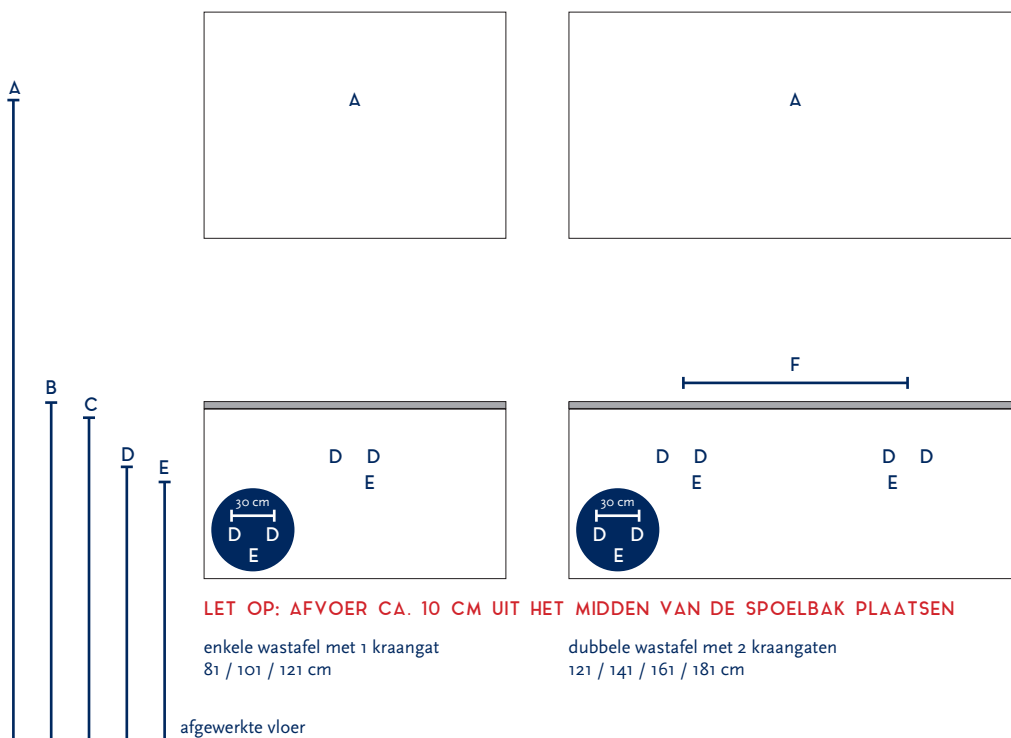 A
A
A
B
C
D
E
F
D D
E
D D
E
D D
E
30 cm
D D
E
30 cm
D D
E
LET OP: AFVOER CA. 10 CM UIT HET MIDDEN VAN DE SPOELBAK PLAATSEN
enkele wastafel met 1 kraangat
81 / 101 / 121 cm
dubbele wastafel met 2 kraangaten
121 / 141 / 161 / 181 cm
afgewerkte vloer